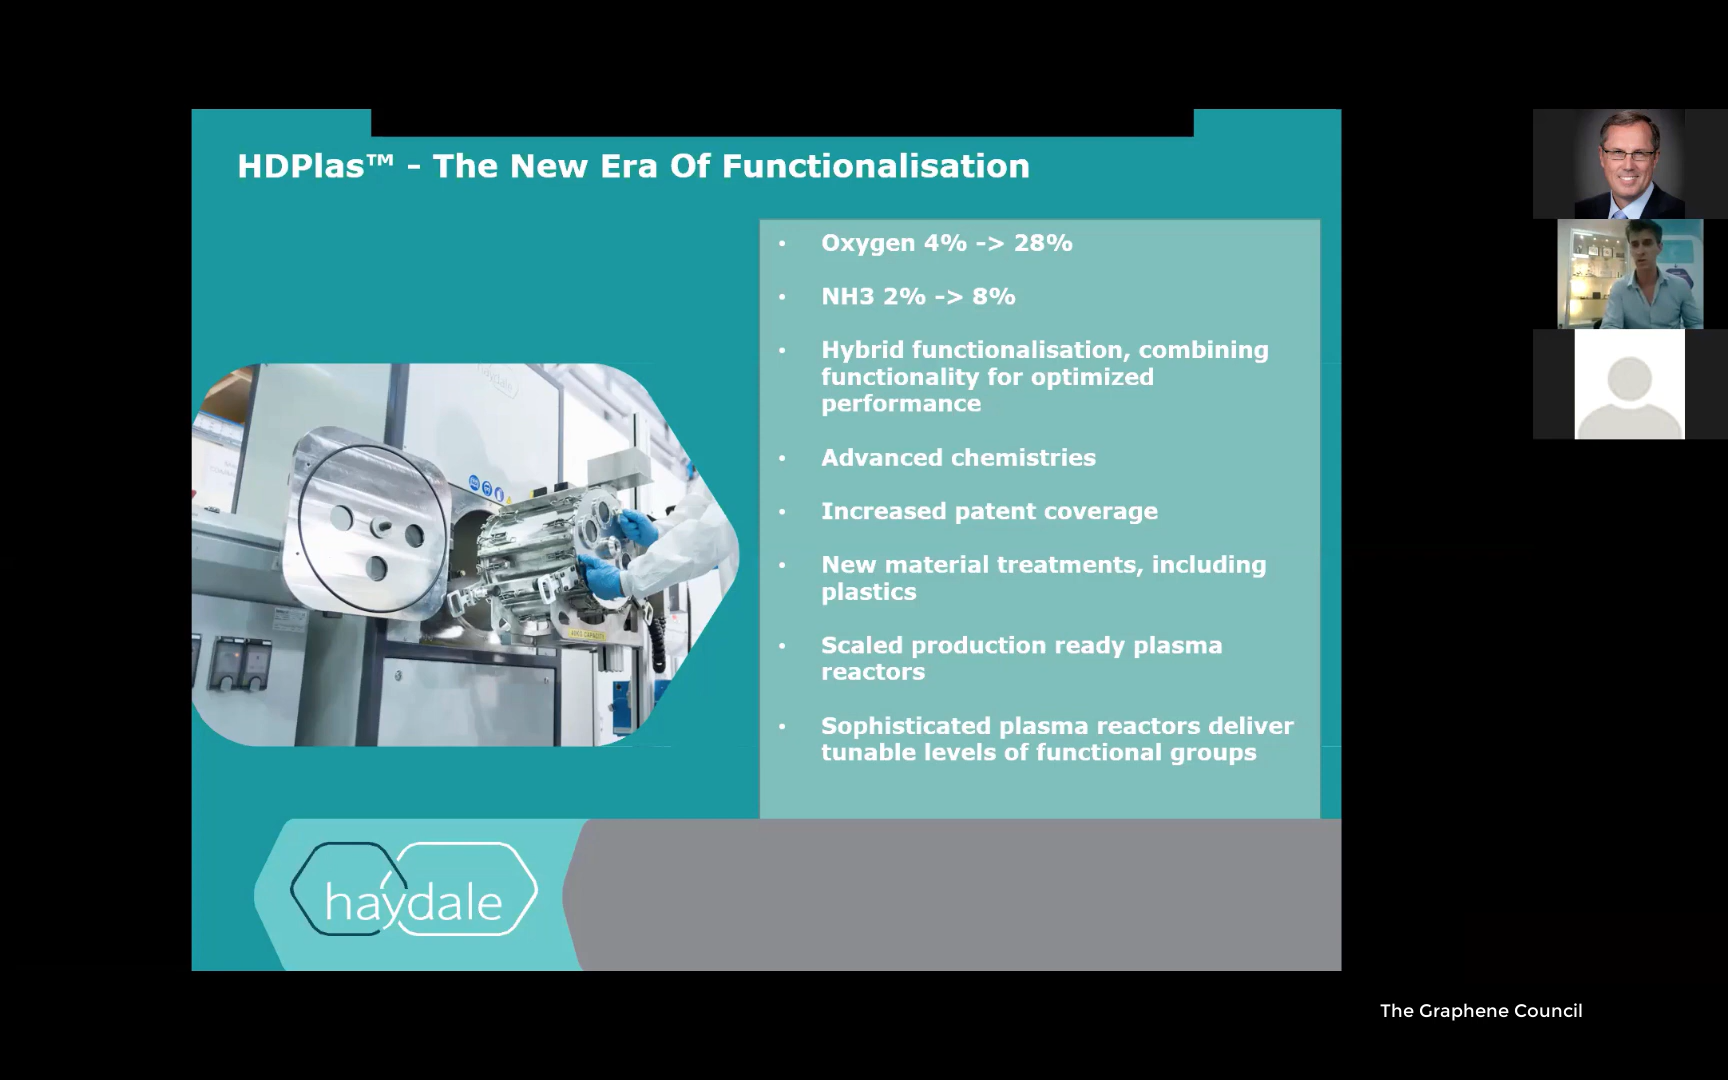 HDPlas™ - The New Era Of Functionalisation
• Oxygen 4% -> 28%
• NH3 2% -> 8%
• Hybrid functionalisation, combining
functionality for optimized
performance
• Advanced chemistries
• Increased patent coverage
• New material treatments, including
plastics
• Scaled production ready plasma
reactors
• Sophisticated plasma reactors deliver
tunable levels of functional groups
haydale
haydale
The Graphene Council